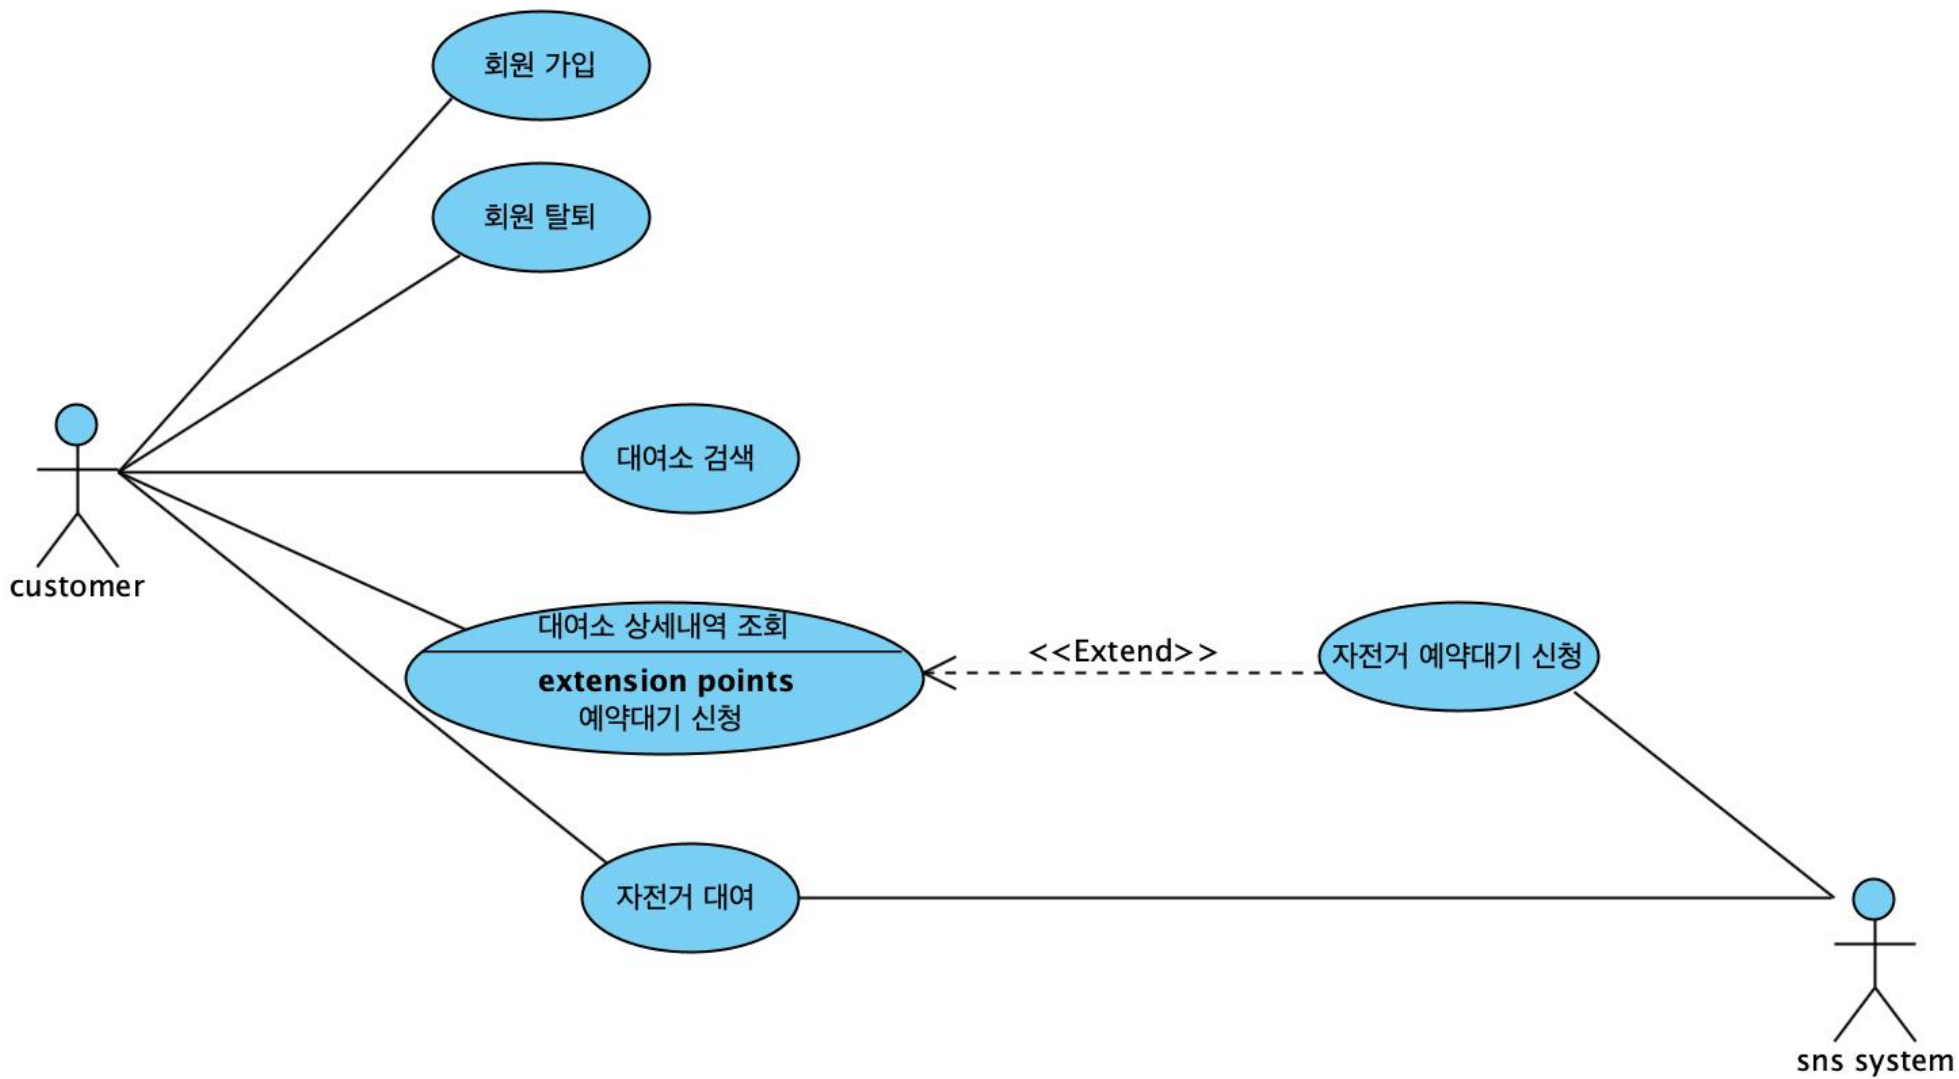 회원 가입
회원 탈퇴
대여소 검색
customer
대여소 상세내역 조회
extension points
예약대기 신청
<<Extend>>
자전거 예약대기 신청
자전거 대여
sns system